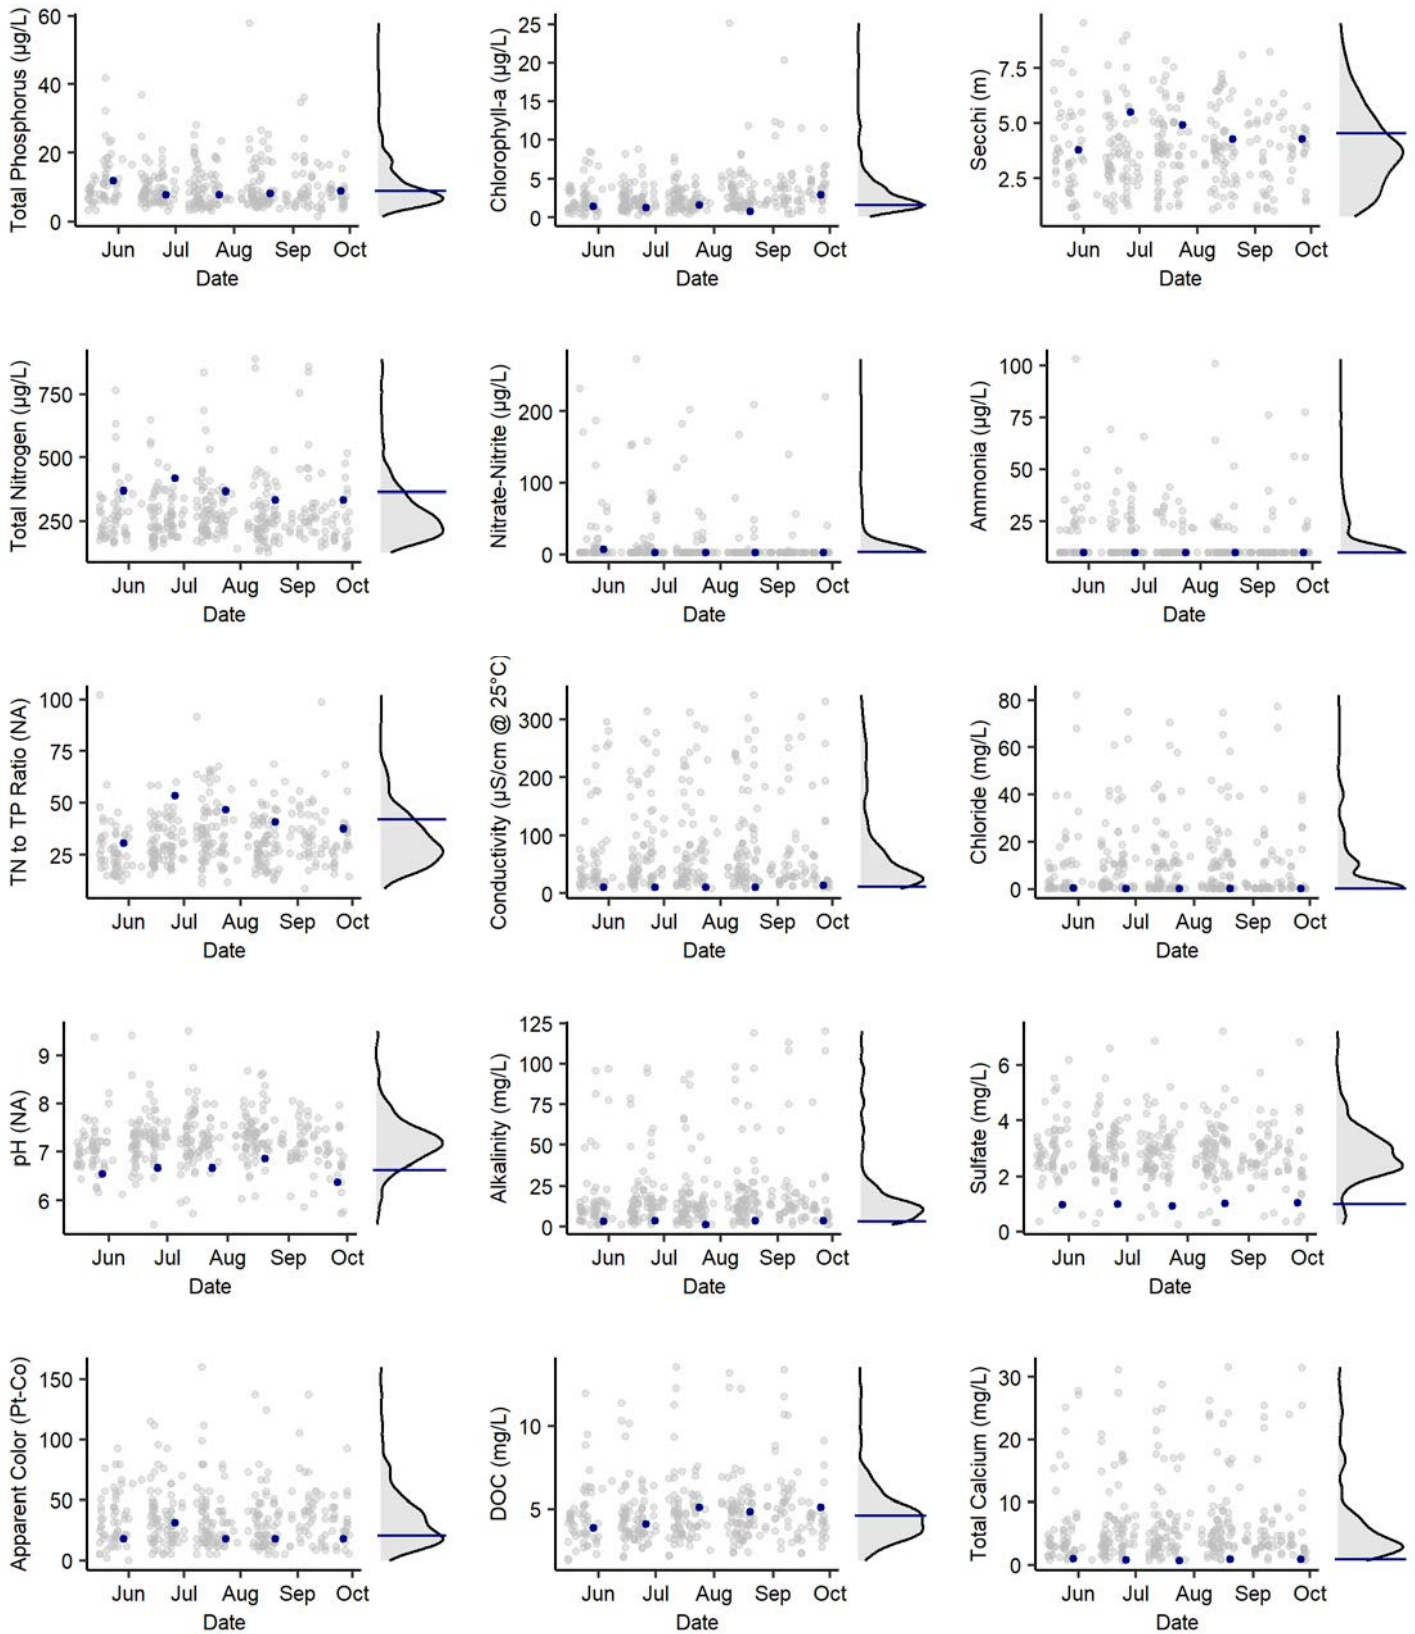 Total Phosphorus (µg/L)
60
40
20
0
Jun Jul Aug Sep Oct
Date
Chlorophyll-a (µg/L)
25
20
15
10
5
0
Jun Jul Aug Sep Oct
Date
Secchi (m)
7.5
5.0
2.5
Jun Jul Aug Sep Oct
Date
Total Nitrogen (µg/L)
750
500
250
Jun Jul Aug Sep Oct
Date
Nitrate-Nitrite (µg/L)
200
100
0
Jun Jul Aug Sep Oct
Date
Ammonia (µg/L)
100
75
50
25
Jun Jul Aug Sep Oct
Date
TN to TP Ratio (NA)
100
75
50
25
Jun Jul Aug Sep Oct
Date
Conductivity (µS/cm @ 25°C)
300
200
100
0
Jun Jul Aug Sep Oct
Date
Chloride (mg/L)
80
60
40
20
0
Jun Jul Aug Sep Oct
Date
pH (NA)
9
8
7
6
Jun Jul Aug Sep Oct
Date
Alkalinity (mg/L)
125
100
75
50
25
0
Jun Jul Aug Sep Oct
Date
Sulfate (mg/L)
6
4
2
0
Jun Jul Aug Sep Oct
Date
Apparent Color (Pt-Co)
150
100
50
0
Jun Jul Aug Sep Oct
Date
DOC (mg/L)
10
5
Jun Jul Aug Sep Oct
Date
Total Calcium (mg/L)
30
20
10
0
Jun Jul Aug Sep Oct
Date